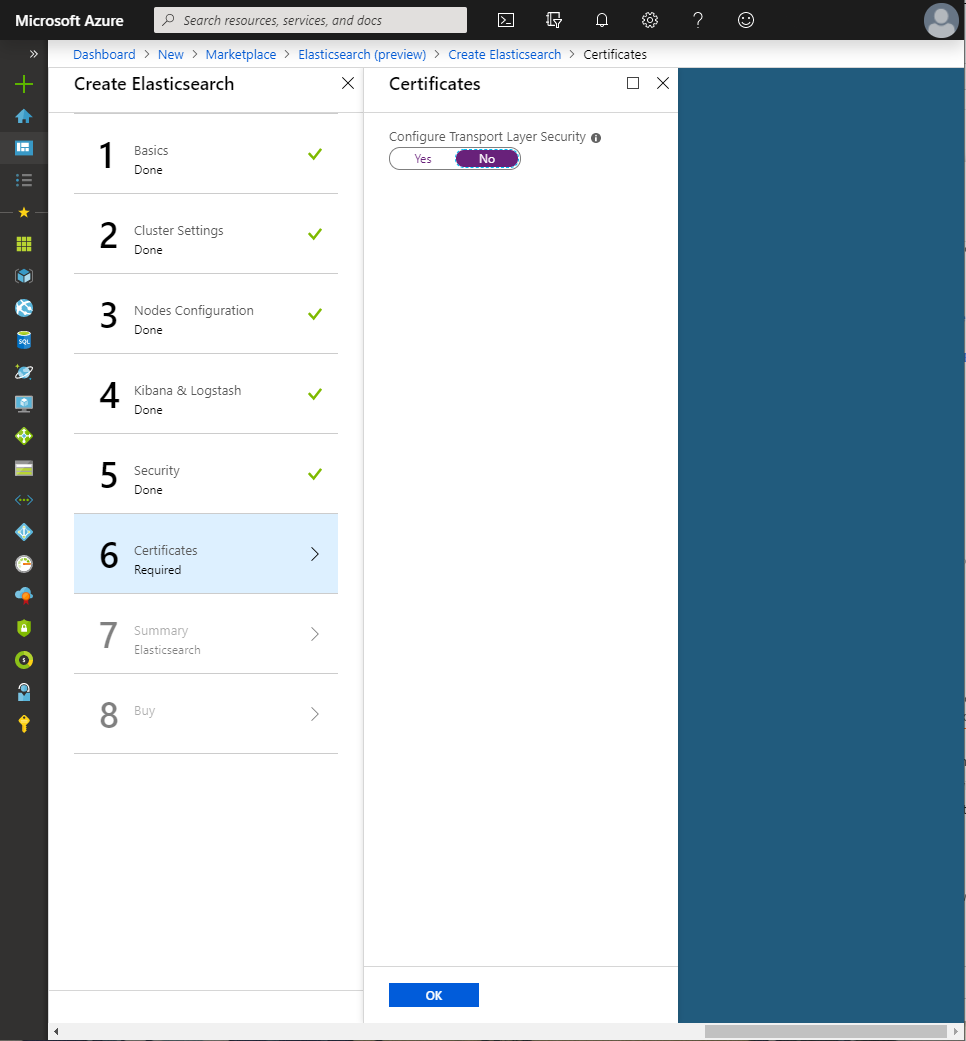 Microsoft Azure
Search resources, services, and docs
Dashboard > New > Marketplace > Elasticsearch (preview) > Create Elasticsearch > Certificates
Create Elasticsearch
1 Basics
Done
2 Cluster Settings
Done
3 Nodes Configuration
Done
4 Kibana & Logstash
Done
5 Security
Done
6 Certificates
Required
7 Summary
Elasticsearch
8 Buy
Certificates
Configure Transport Layer Security
Yes No
OK
SQL